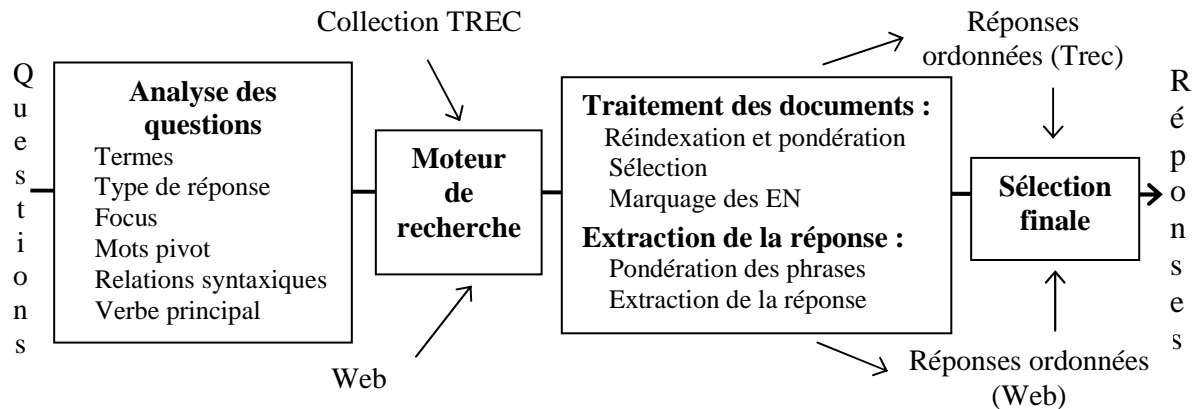 Questions
Analyse des
questions
Termes
Type de réponse
Focus
Mots pivot
Relations syntaxiques
Verbe principal
Collection TREC
Moteur
de
recherche
Web
Traitement des documents :
Réindexation et pondération
Sélection
Marquage des EN
Extraction de la réponse :
Pondération des phrases
Extraction de la réponse
Réponses
ordonnées (Trec)
Sélection
finale
Réponses ordonnées
(Web)
Réponses